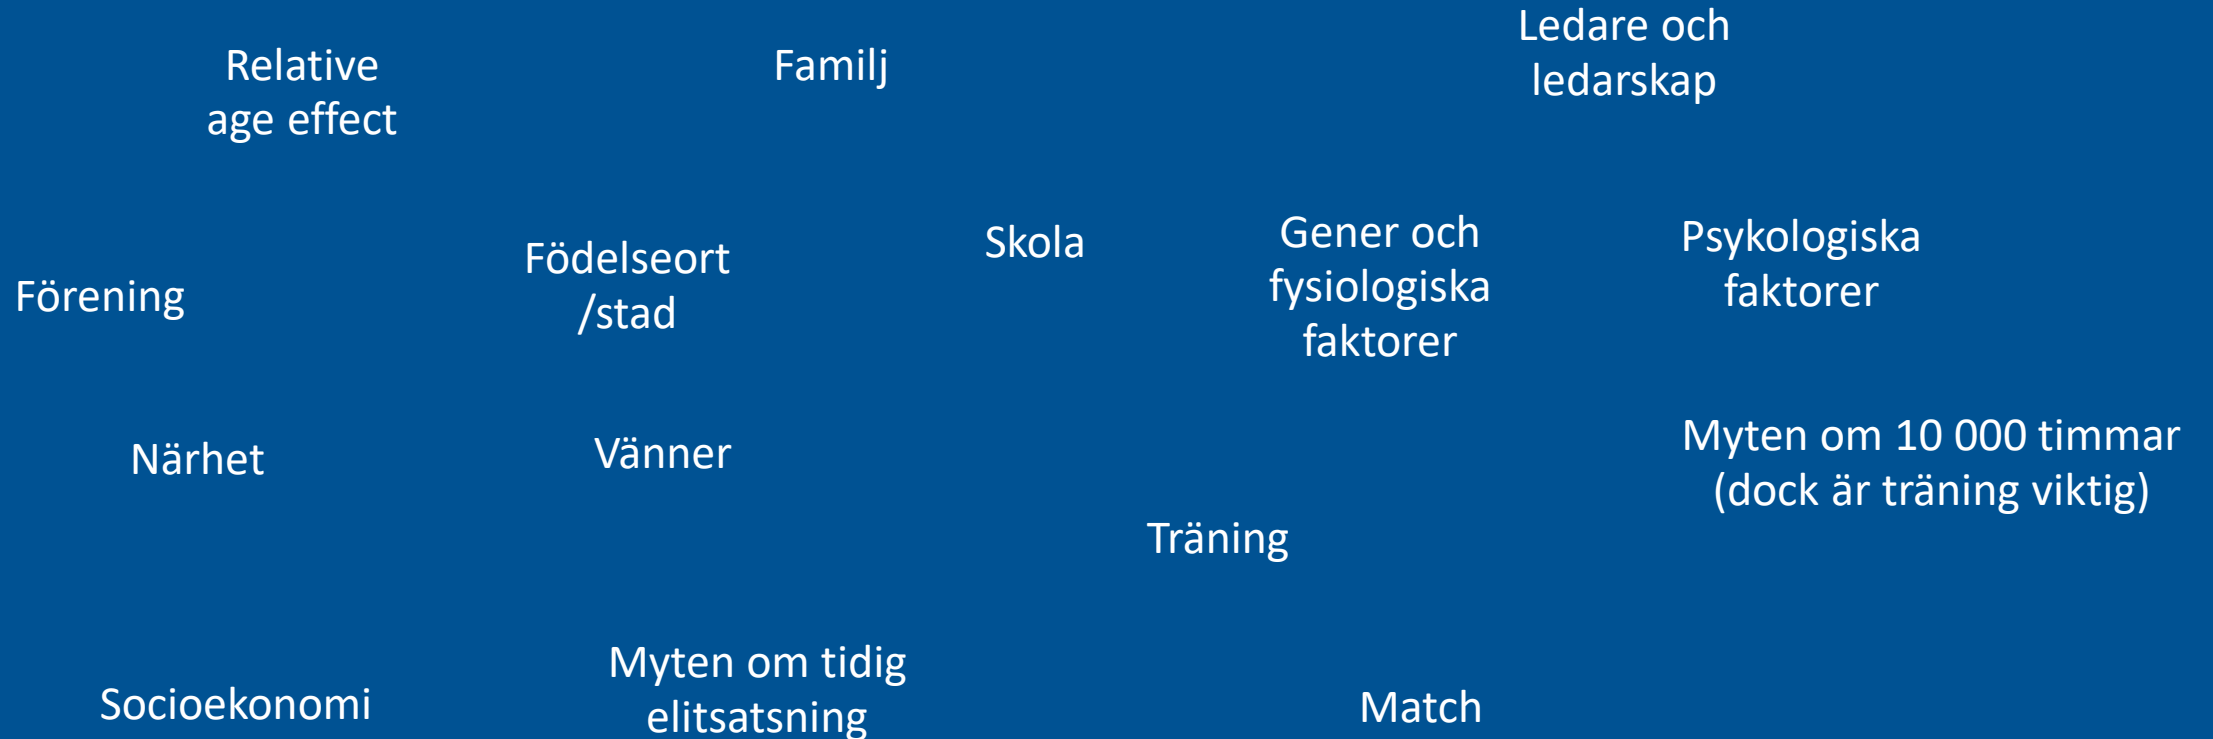 Relative
age effect
Familj
Ledare och
ledarskap
Förening
Födelseort
/stad
Skola
Gener och
fysiologiska
faktorer
Psykologiska
faktorer
Närhet
Vänner
Myten om 10 000 timmar
(dock är träning viktig)
Träning
Socioekonomi
Myten om tidig
elitsatsning
Match